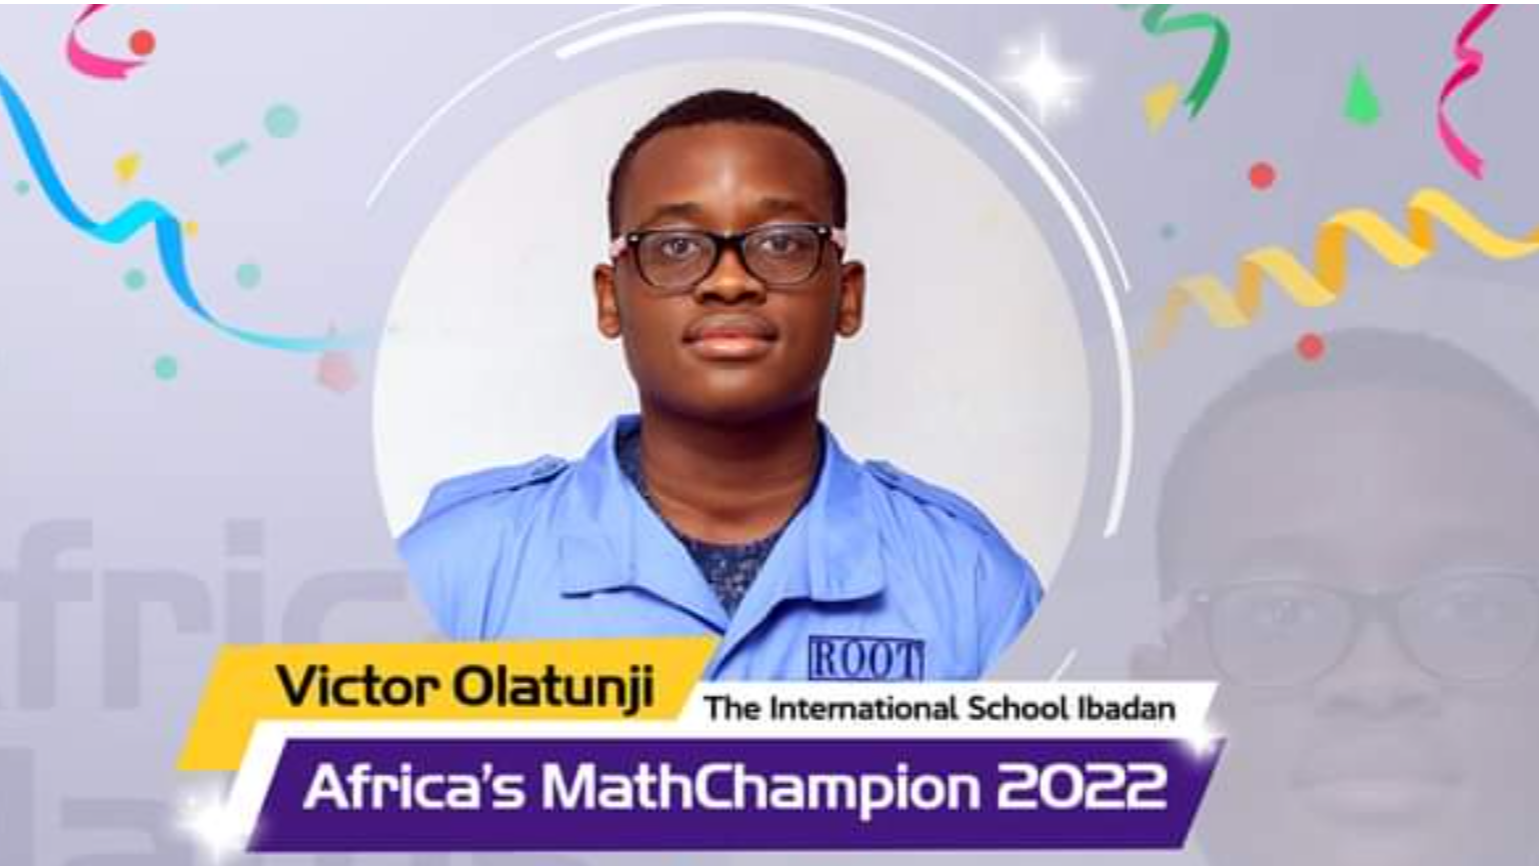 ROOT
Victor Olatunji
The International School Ibadan
Africa's MathChampion 2022